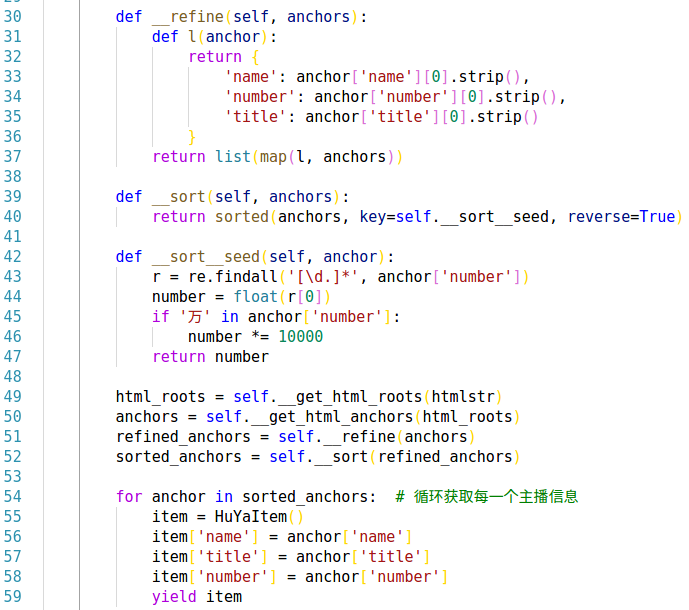 30 def __refine(self, anchors):
31 def l(anchor):
32 return {
33 'name': anchor['name'][0].strip(),
34 'number': anchor['number'][0].strip(),
35 'title': anchor['title'][0].strip()
36 }
37 return list(map(l, anchors))
38
39 def __sort(self, anchors):
40 return sorted(anchors, key=self.__sort__seed, reverse=True)
41
42 def __sort__seed(self, anchor):
43 r = re.findall('[\d.]*', anchor['number'])
44 number = float(r[0])
45 if '万' in anchor['number']:
46 number *= 10000
47 return number
48
49 html_roots = self.__get_html_roots(htmlstr)
50 anchors = self.__get_html_anchors(html_roots)
51 refined_anchors = self.__refine(anchors)
52 sorted_anchors = self.__sort(refined_anchors)
53
54 for anchor in sorted_anchors:  # 循环获取每一个主播信息
55 item = HuYaItem()
56 item['name'] = anchor['name']
57 item['title'] = anchor['title']
58 item['number'] = anchor['number']
59 yield item